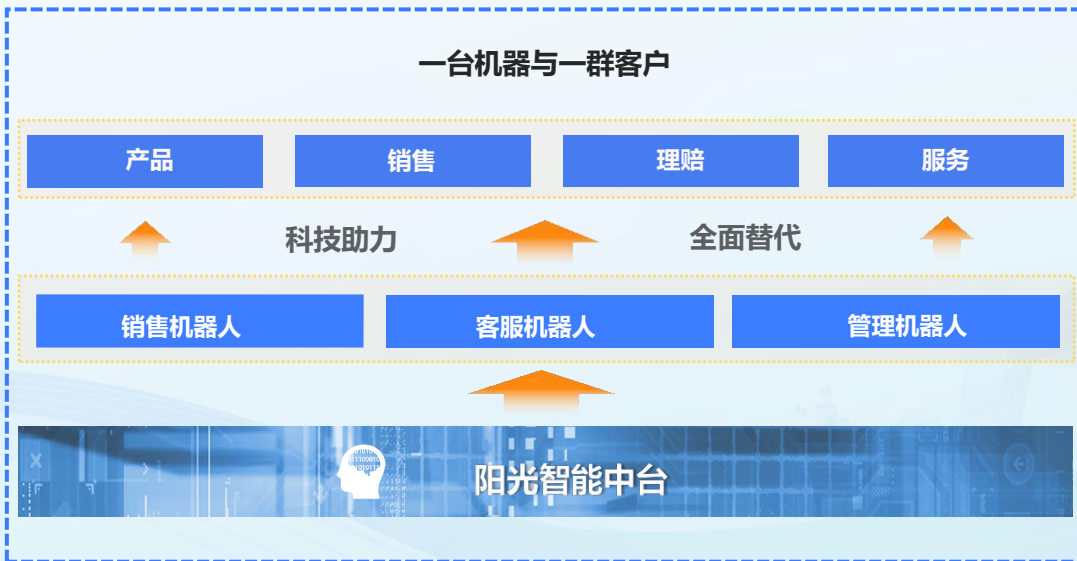 一台机器与一群客户
产品 销售 理赔 服务
科技助力 全面替代
销售机器人 客服机器人 管理机器人
阳光智能中台